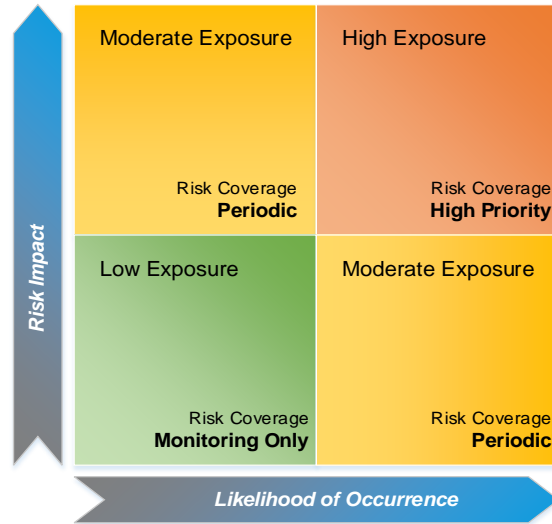 Moderate Exposure
High Exposure
Risk Coverage
Periodic
Risk Coverage
High Priority
Risk Impact
Low Exposure
Moderate Exposure
Risk Coverage
Monitoring Only
Risk Coverage
Periodic
Likelihood of Occurrence